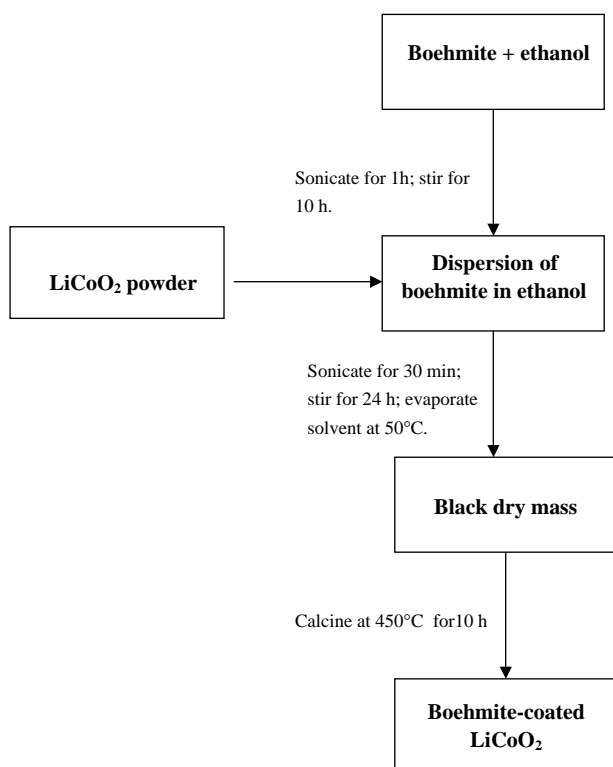 Boehmite + ethanol
Sonicate for 1h; stir for
10 h.
LiCoO₂ powder
Dispersion of
boehmite in ethanol
Sonicate for 30 min;
stir for 24 h; evaporate
solvent at 50°C.
Black dry mass
Calcine at 450°C for10 h
Boehmite-coated
LiCoO₂